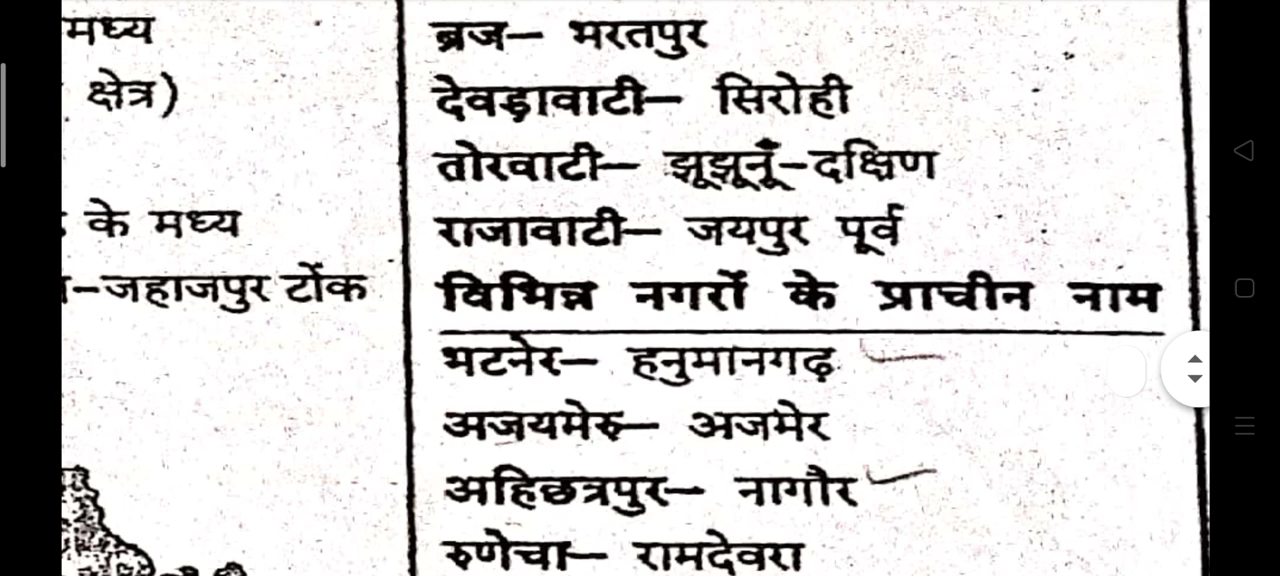 मध्य
क्षेत्र)
के मध्य
-जहाजपुर टोंक
ब्रज— भरतपुर
देवड़ावाटी— सिरोही
तोरवाटी— झूझूनूँ-दक्षिण
राजावाटी— जयपुर पूर्व
विभिन्न नगरों के प्राचीन नाम
भटनेर— हनुमानगढ़
अजयमेरु— अजमेर
अहिछत्रपुर— नागौर
रुणेचा— रामदेवरा